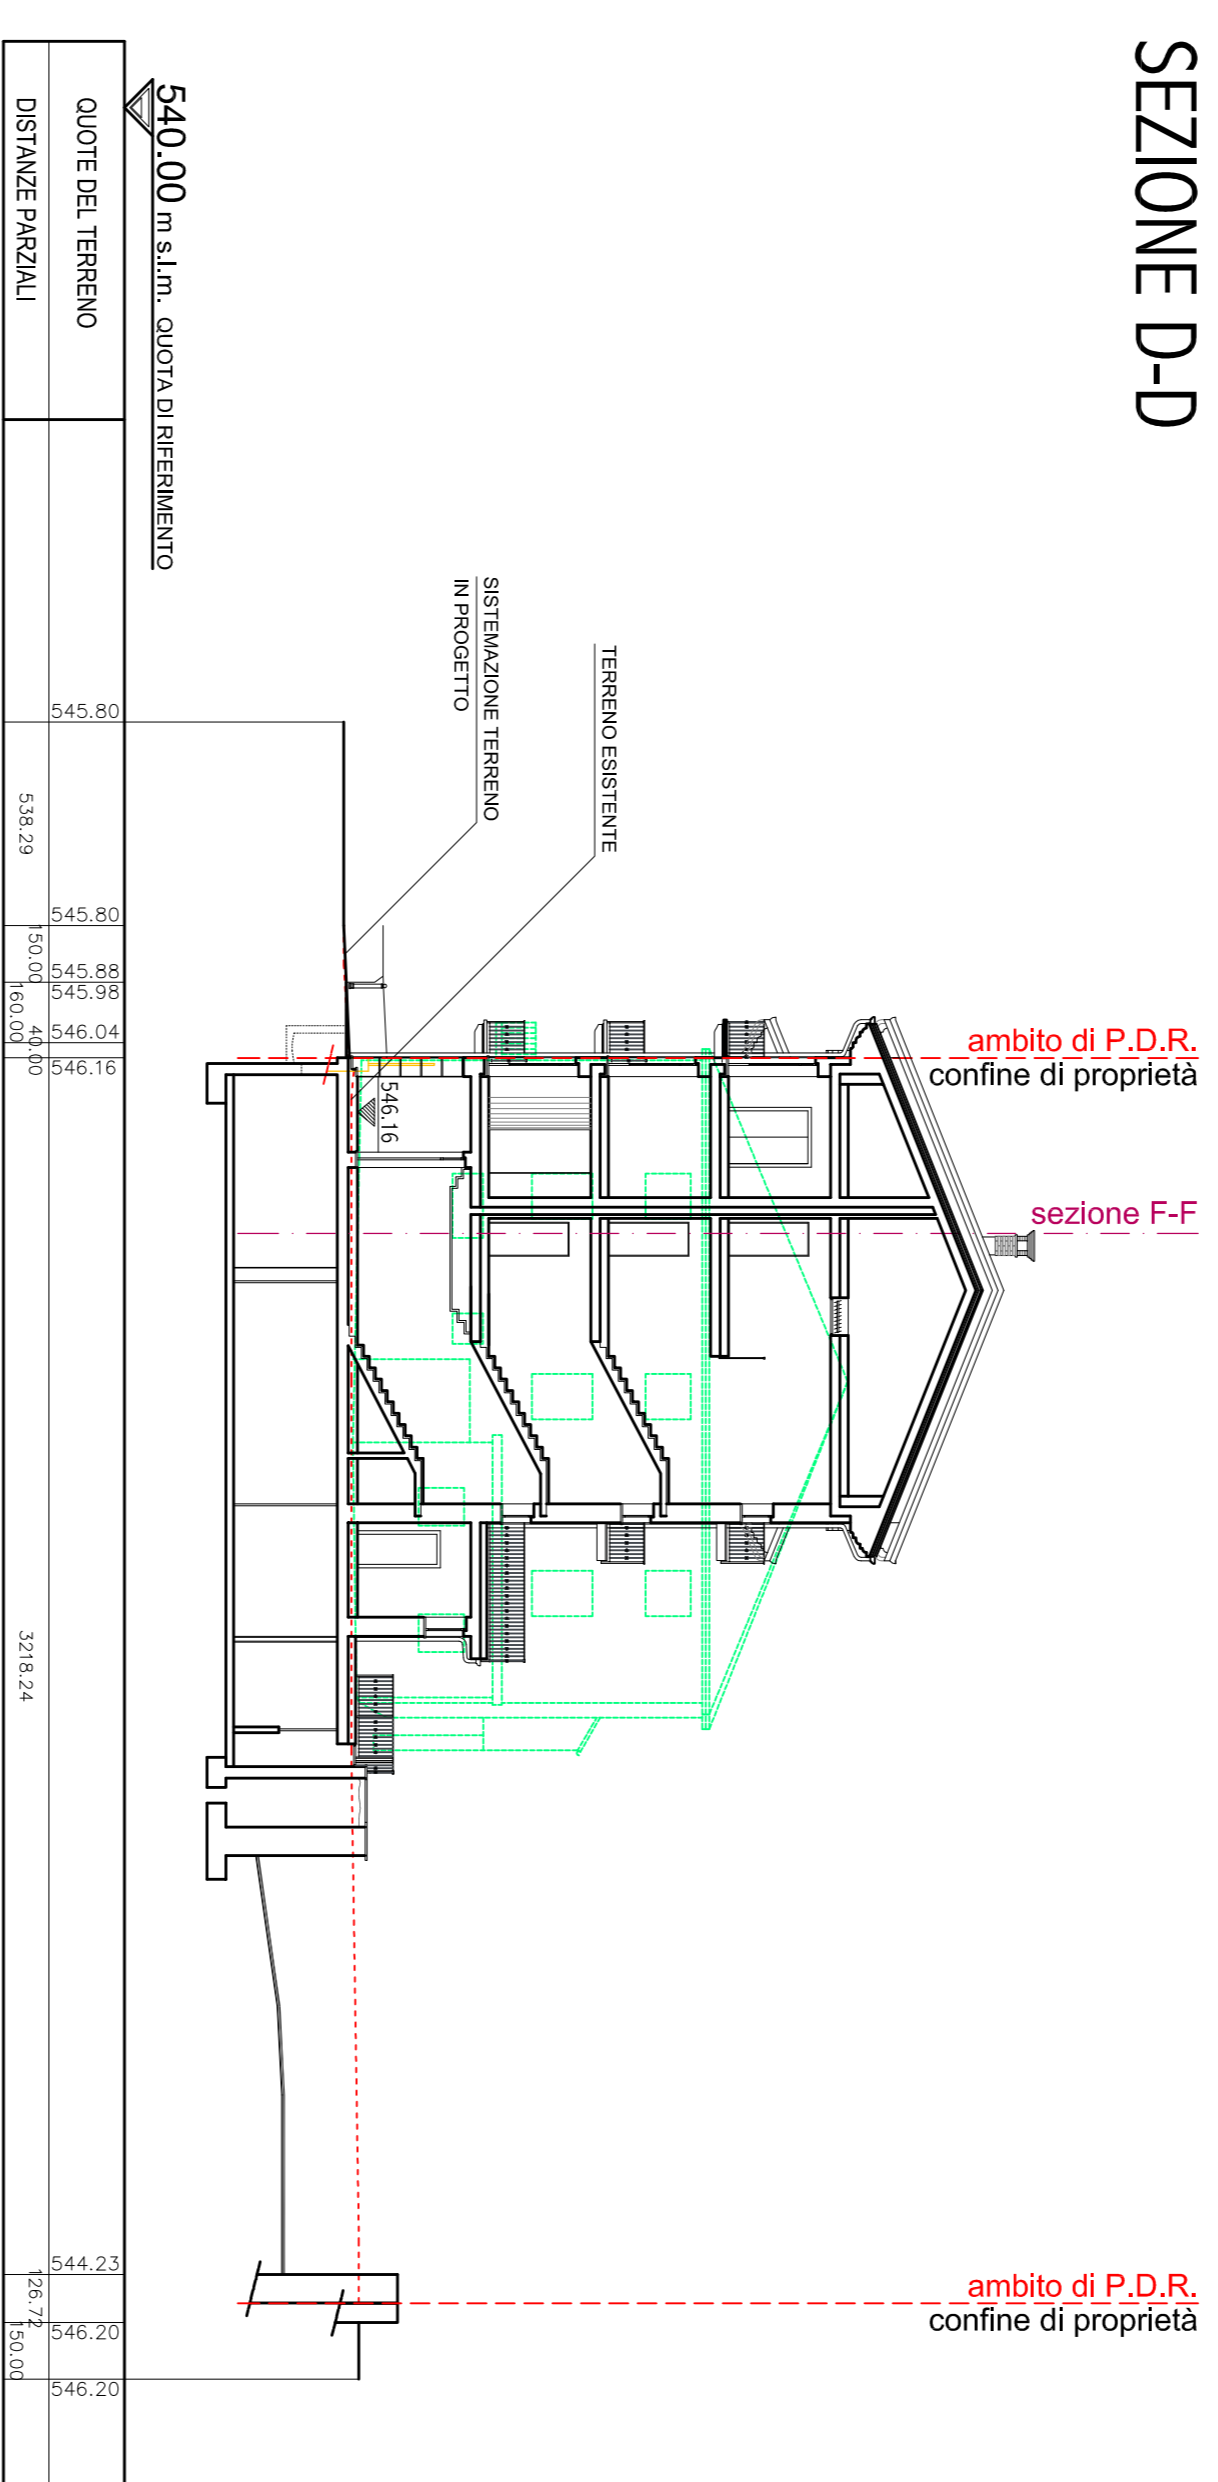 SEZIONE D-D
ambito di P.D.R.
confine di proprietà
sezione F-F
ambito di P.D.R.
confine di proprietà
TERRENO ESISTENTE
SISTEMAZIONE TERRENO
IN PROGETTO
546.16
540.00 m s.l.m. QUOTA DI RIFERIMENTO
QUOTE DEL TERRENO
545.80
545.80
545.88
545.98
546.04
546.16
544.23
546.20
546.20
DISTANZE PARZIALI
538.29
150.00
160.00
40.00
3218.24
126.72
150.00